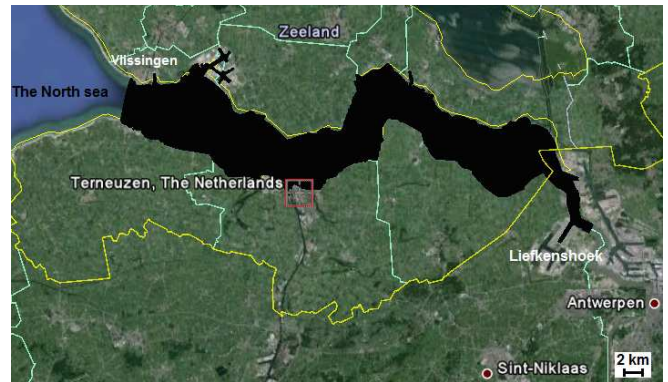 Zeeland
Vlissingen
The North sea
Terneuzen, The Netherlands
Liefkenshoek
Antwerpen
Sint-Niklaas
2 km